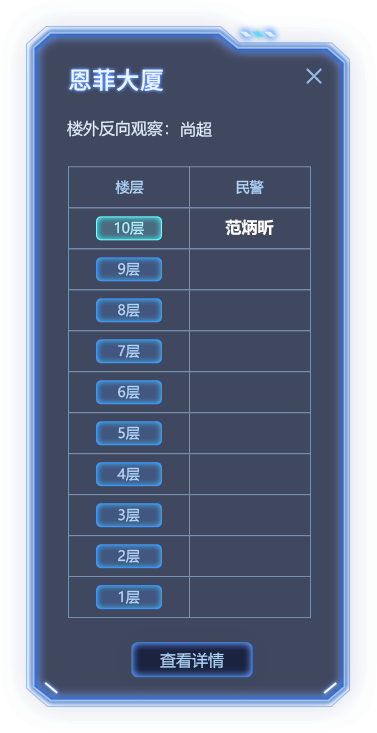 恩菲大厦
楼外反向观察：尚超
楼层 民警
10层 范炳昕
9层
8层
7层
6层
5层
4层
3层
2层
1层
查看详情